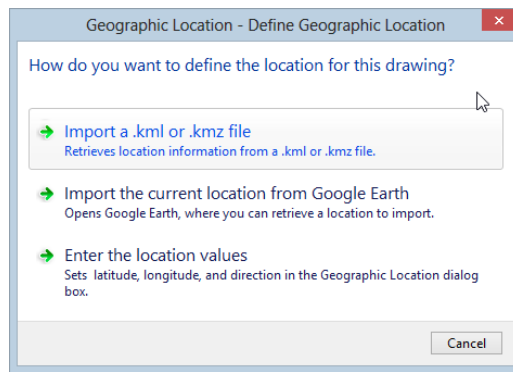 Geographic Location - Define Geographic Location
How do you want to define the location for this drawing?
Import a .kml or .kmz file
Retrieves location information from a .kml or .kmz file.
Import the current location from Google Earth
Opens Google Earth, where you can retrieve a location to import.
Enter the location values
Sets latitude, longitude, and direction in the Geographic Location dialog
box.
Cancel